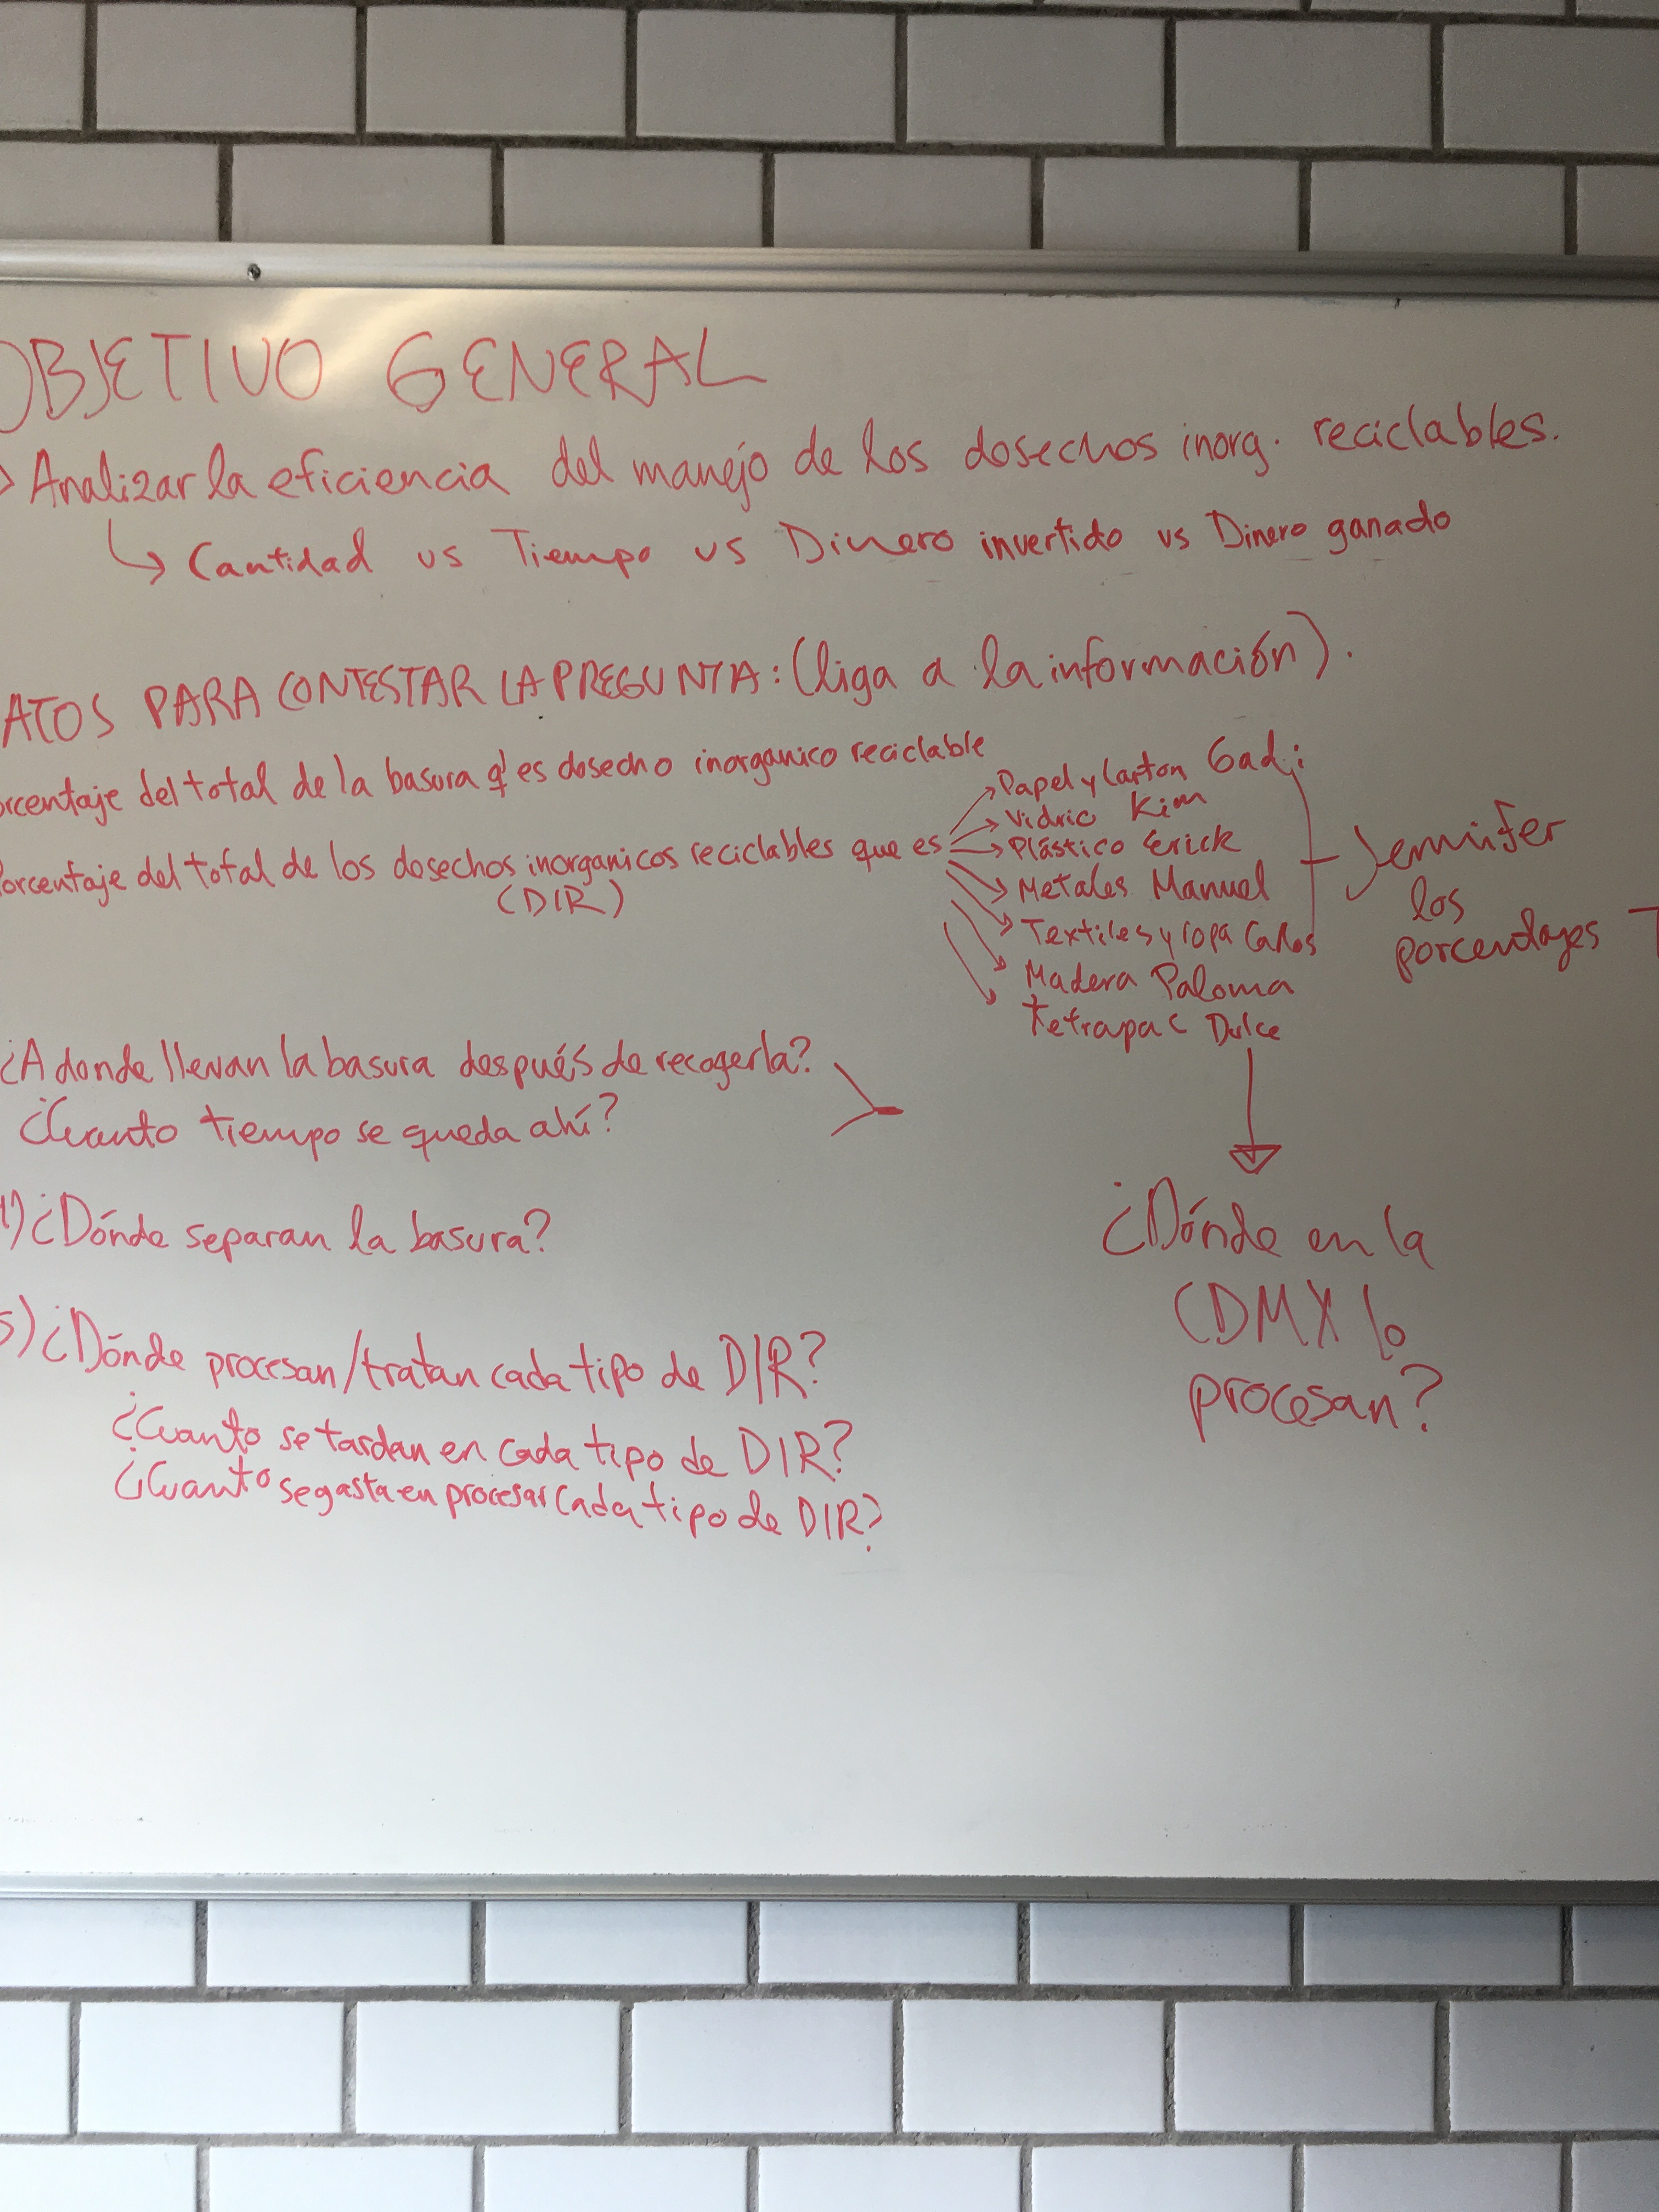 OBJETIVO GENERAL
Analizar la eficiencia del manejo de los dosechos inorg. reciclables.
↳ Cantidad vs Tiempo vs Dinero invertido vs Dinero ganado
ATOS PARA CONTESTAR LA PREGUNTA: (liga a la información).
orcentaje del total de la basura q' es dosecho inorganico reciclable
Porcentaje del total de los dosechos inorganicos reciclables que es
(DIR)
Papel y Carton Gadi
Vidrio Kim
Plástico Erick
Metales Manuel
Textiles y ropa Carlos
Madera Paloma
Tetrapac Dulce
Jennifer
los
porcentajes
¿A donde llevan la basura después de recogerla?
¿Cuanto tiempo se queda ahí?
4) ¿Dónde separan la basura?
5) ¿Dónde procesan/tratan cada tipo de DIR?
¿Cuanto se tardan en cada tipo de DIR?
¿Cuanto se gasta en procesar cada tipo de DIR?
¿Dónde en la
CDMX lo
procesan?